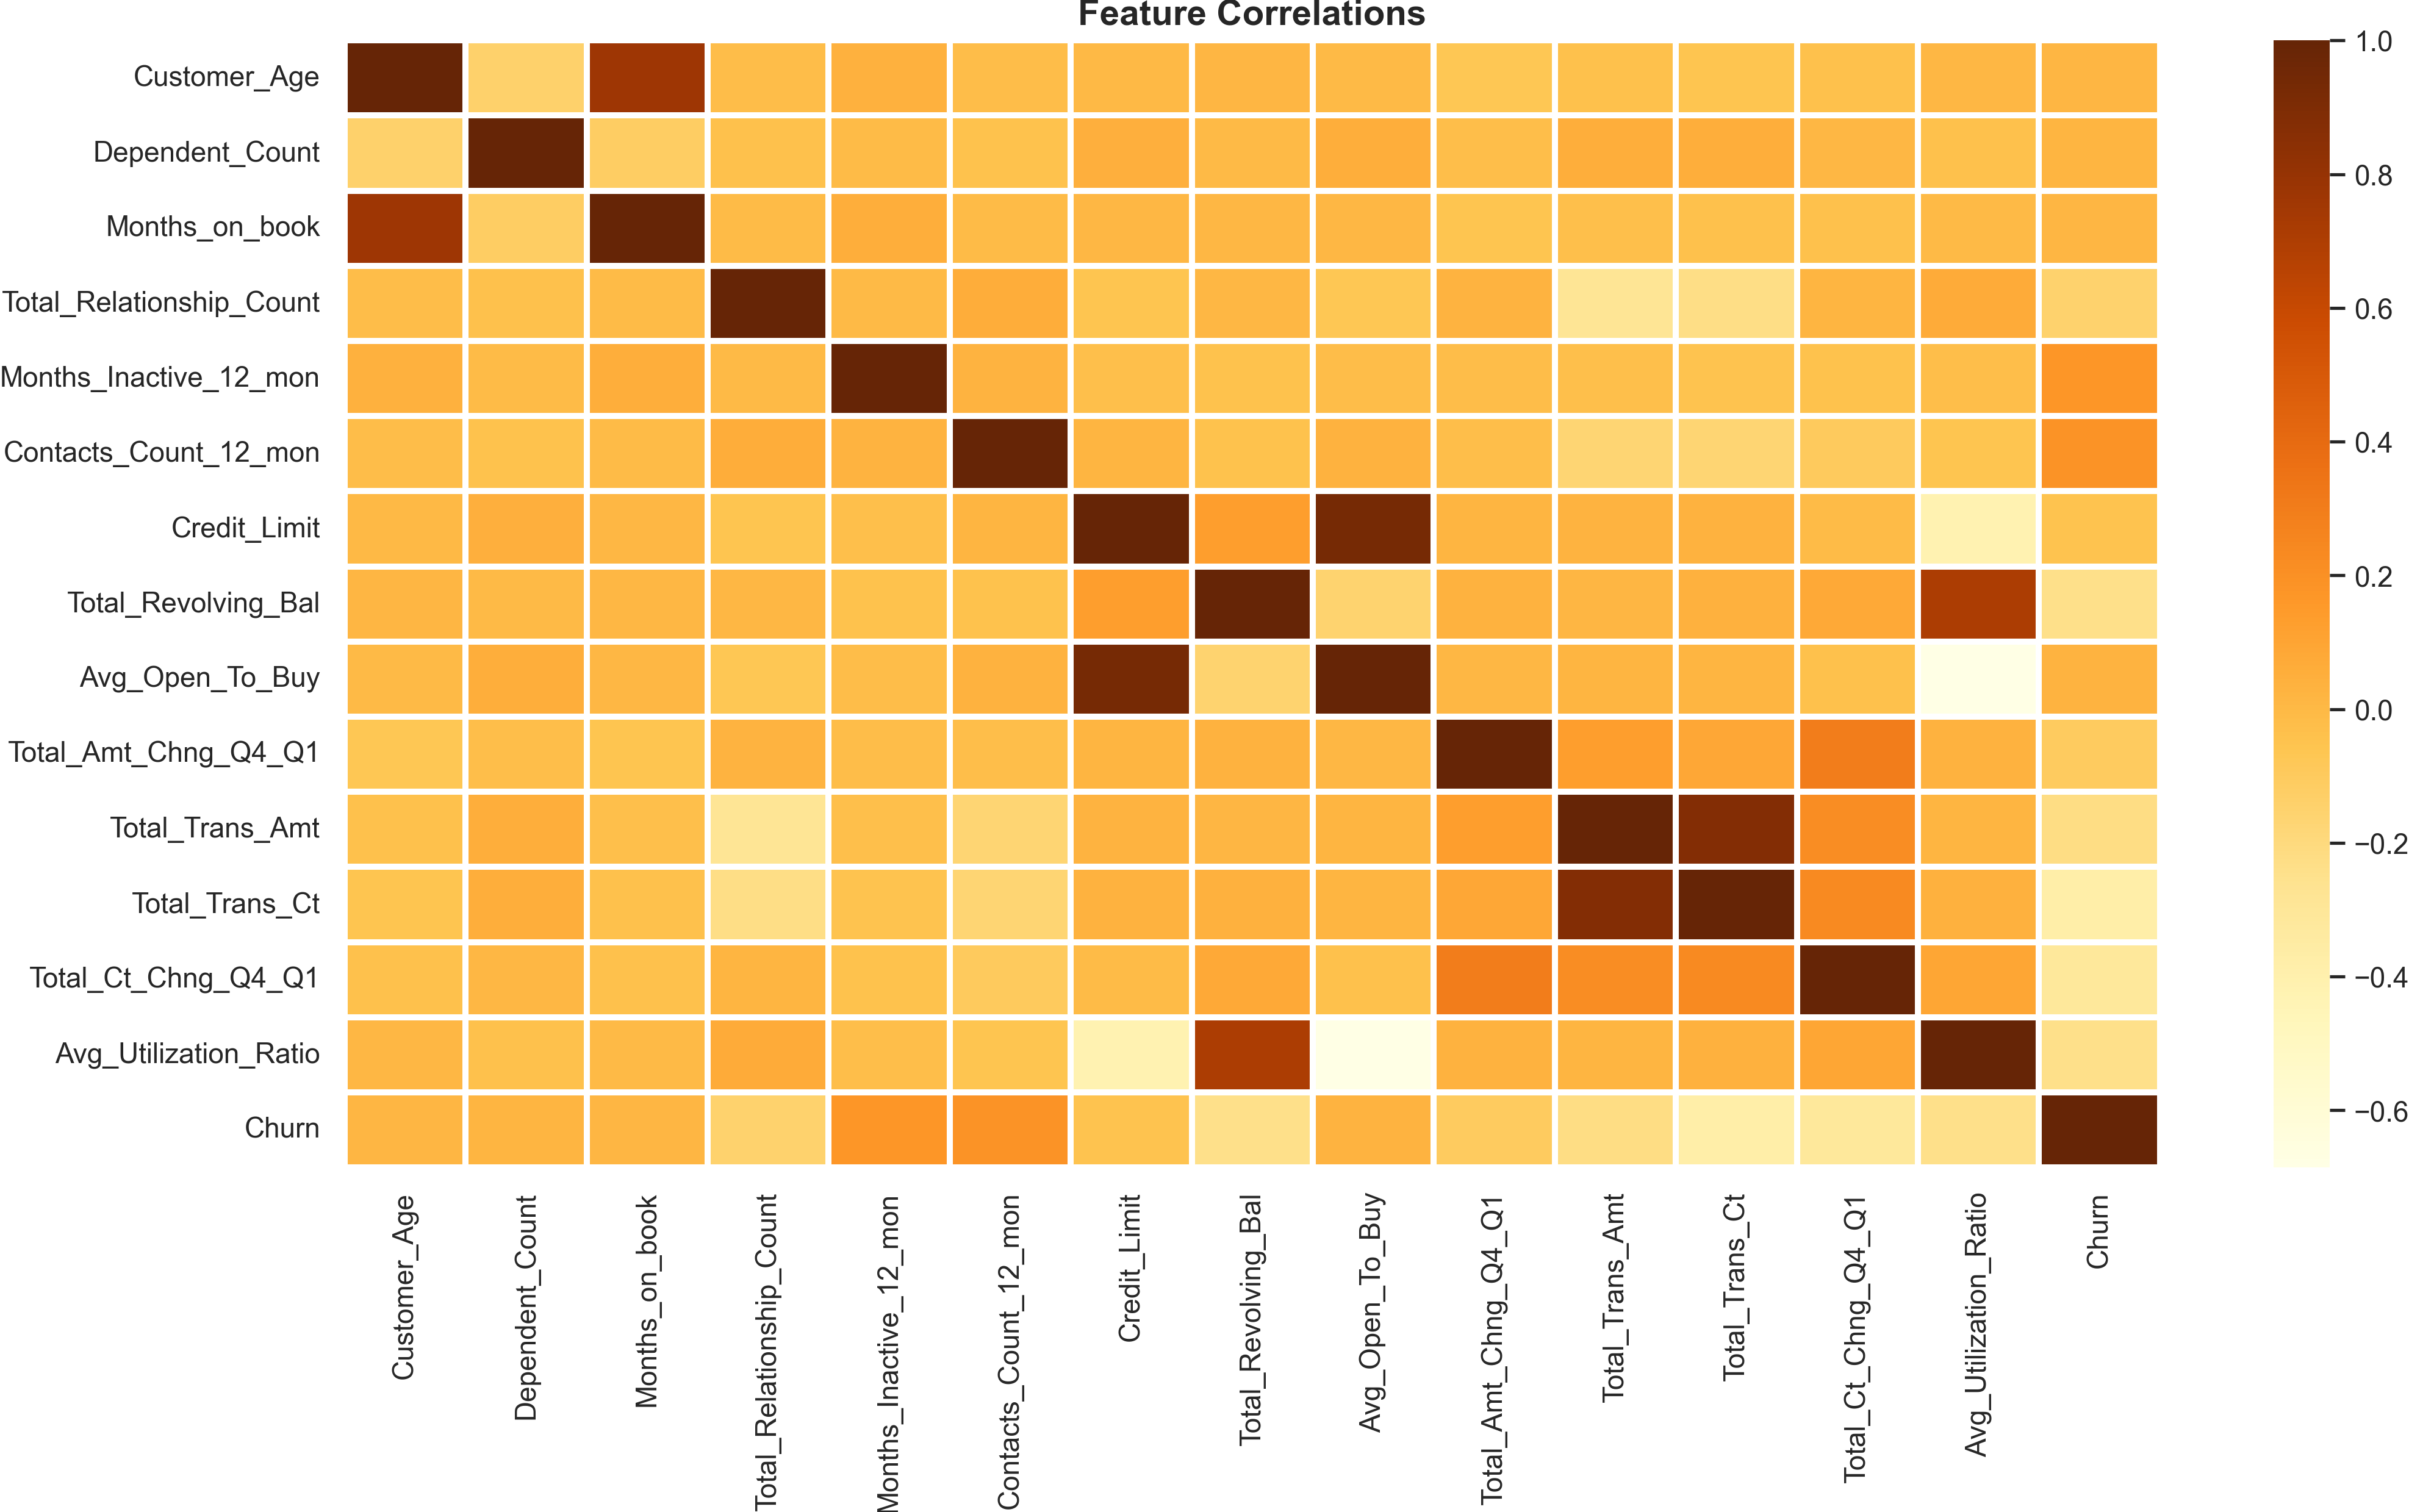 Feature Correlations
Customer_Age
Dependent_Count
Months_on_book
Total_Relationship_Count
Months_Inactive_12_mon
Contacts_Count_12_mon
Credit_Limit
Total_Revolving_Bal
Avg_Open_To_Buy
Total_Amt_Chng_Q4_Q1
Total_Trans_Amt
Total_Trans_Ct
Total_Ct_Chng_Q4_Q1
Avg_Utilization_Ratio
Churn
Customer_Age
Dependent_Count
Months_on_book
Total_Relationship_Count
Months_Inactive_12_mon
Contacts_Count_12_mon
Credit_Limit
Total_Revolving_Bal
Avg_Open_To_Buy
Total_Amt_Chng_Q4_Q1
Total_Trans_Amt
Total_Trans_Ct
Total_Ct_Chng_Q4_Q1
Avg_Utilization_Ratio
Churn
1.0
0.8
0.6
0.4
0.2
0.0
−0.2
−0.4
−0.6